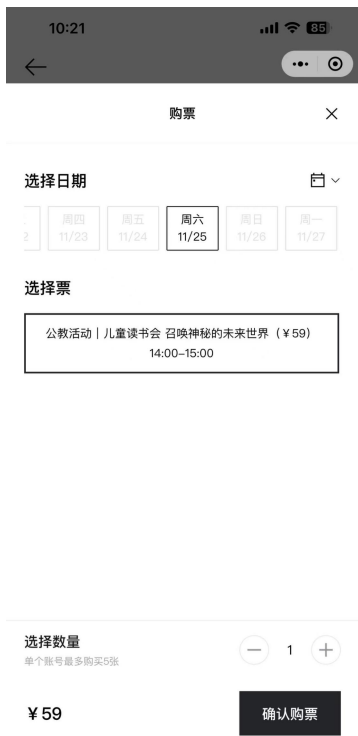 10:21
85
购票
选择日期
2
周四
11/23
周五
11/24
周六
11/25
周日
11/26
周一
11/27
选择票
公教活动｜儿童读书会 召唤神秘的未来世界（¥59）
14:00–15:00
选择数量
单个账号最多购买5张
1
¥59
确认购票